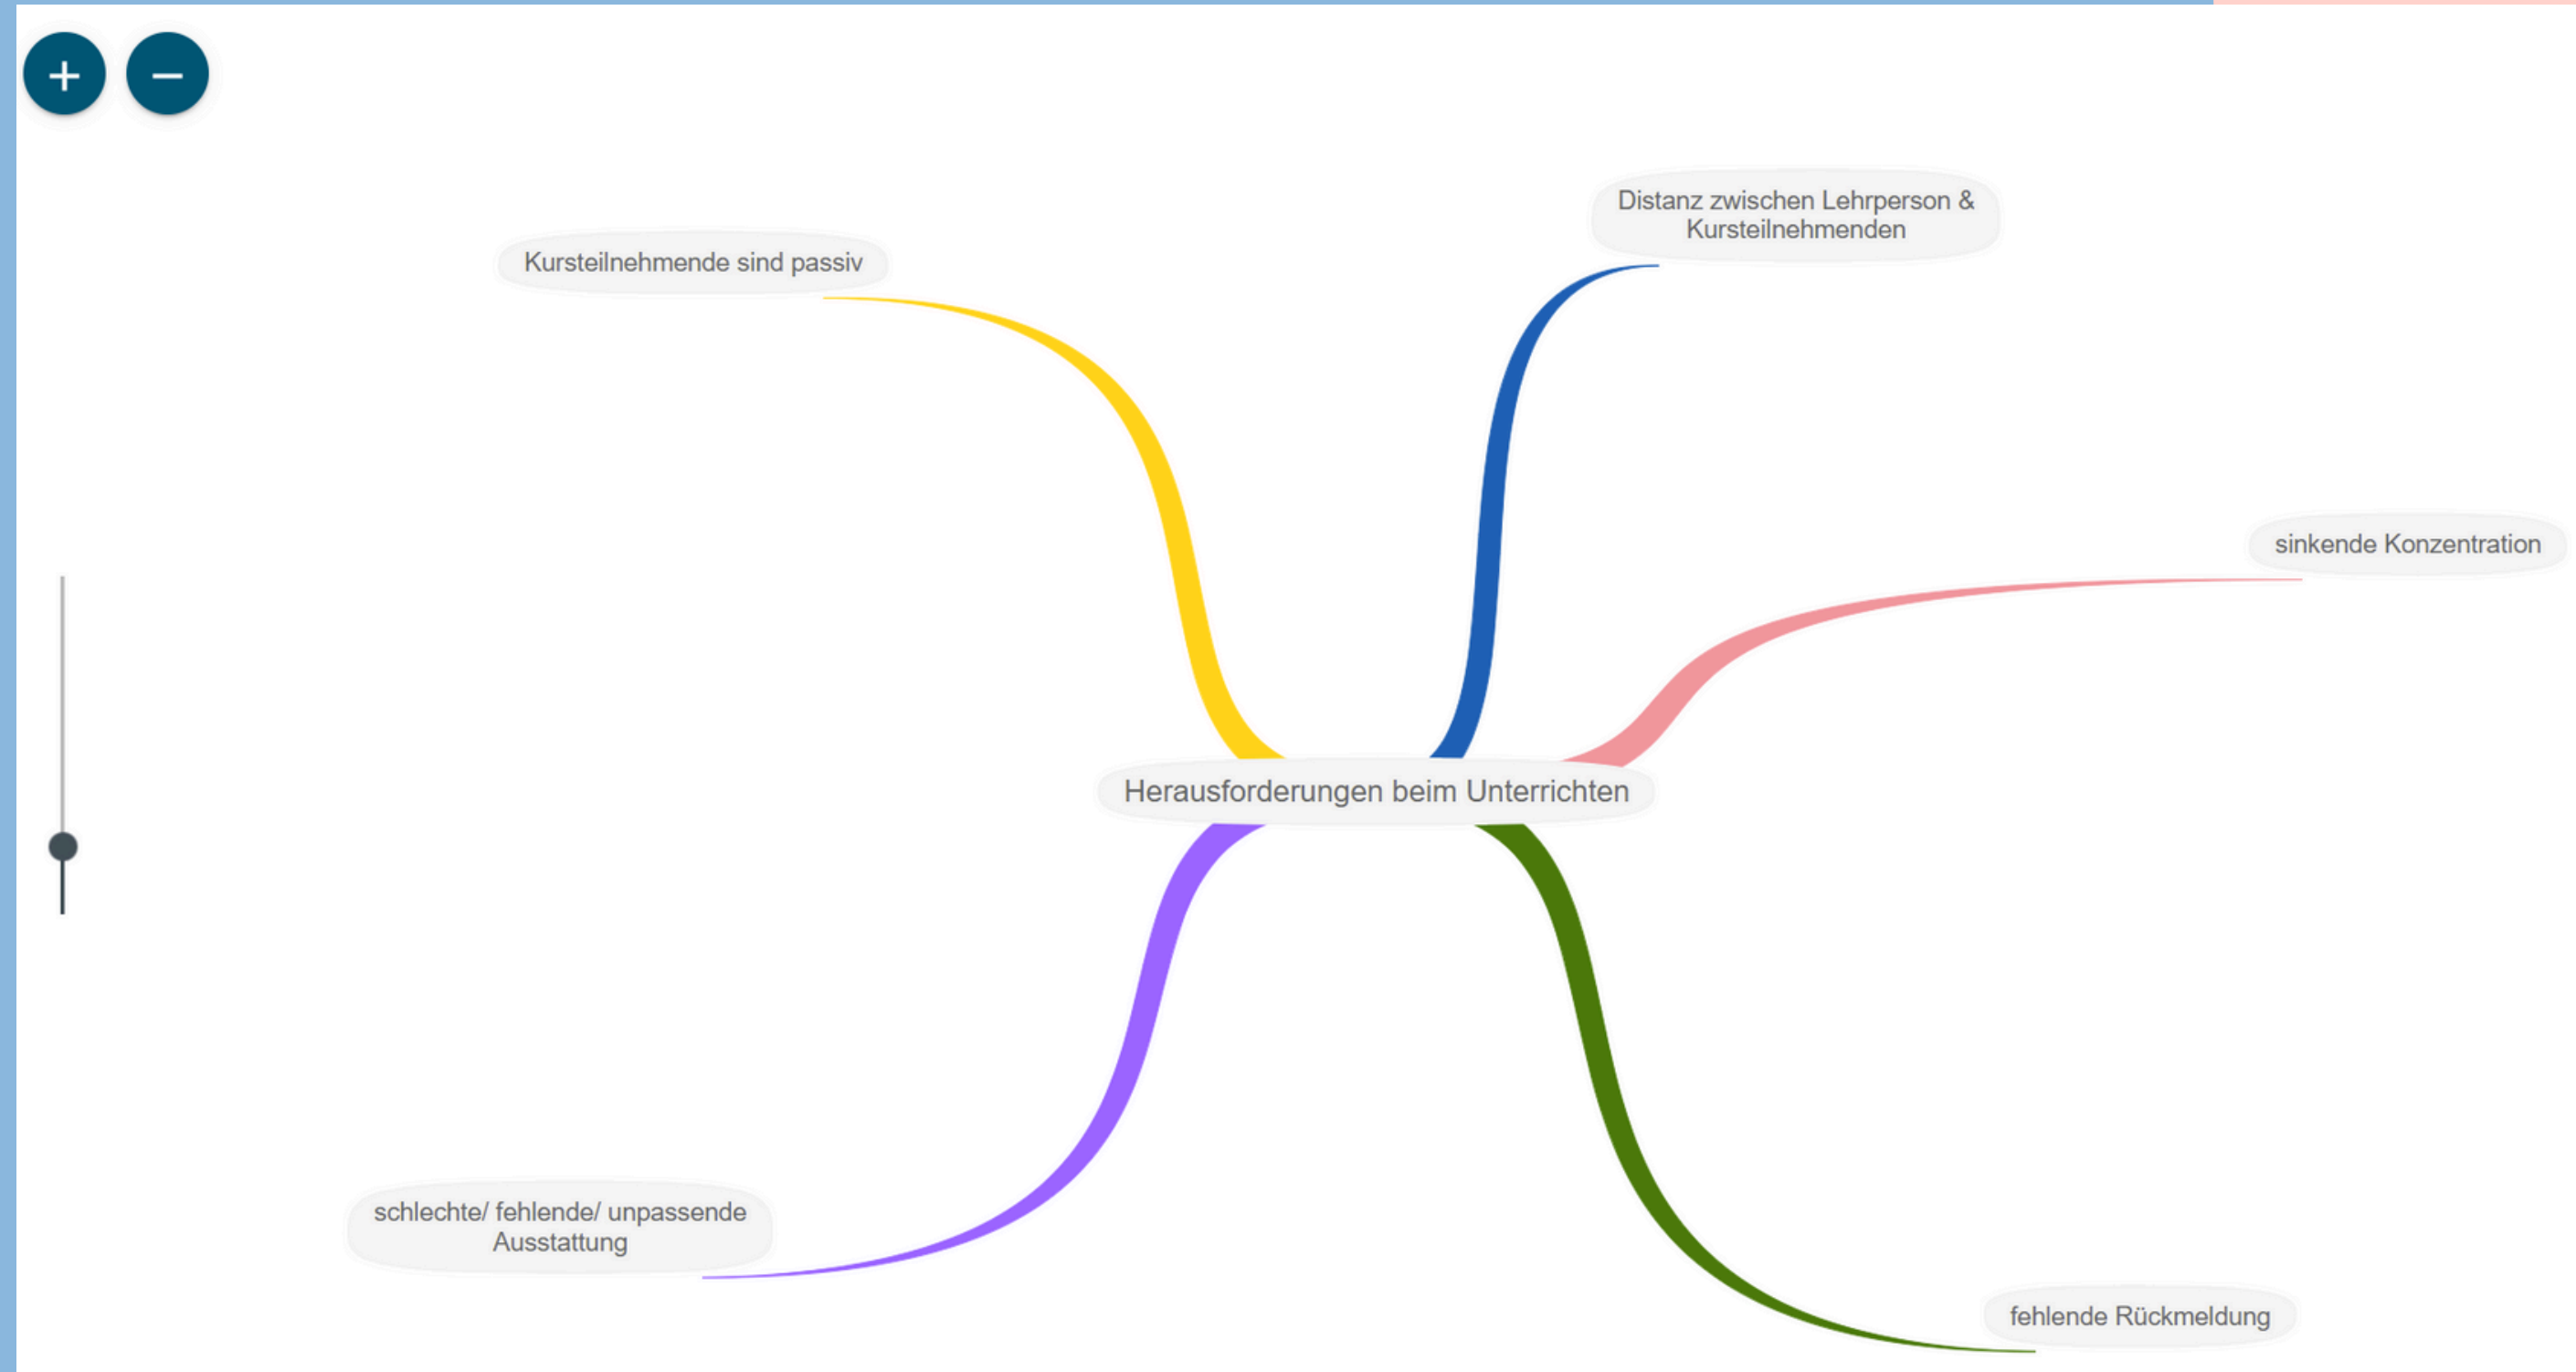 Distanz zwischen Lehrperson &
Kursteilnehmenden
Kursteilnehmende sind passiv
sinkende Konzentration
Herausforderungen beim Unterrichten
schlechte/ fehlende/ unpassende
Ausstattung
fehlende Rückmeldung